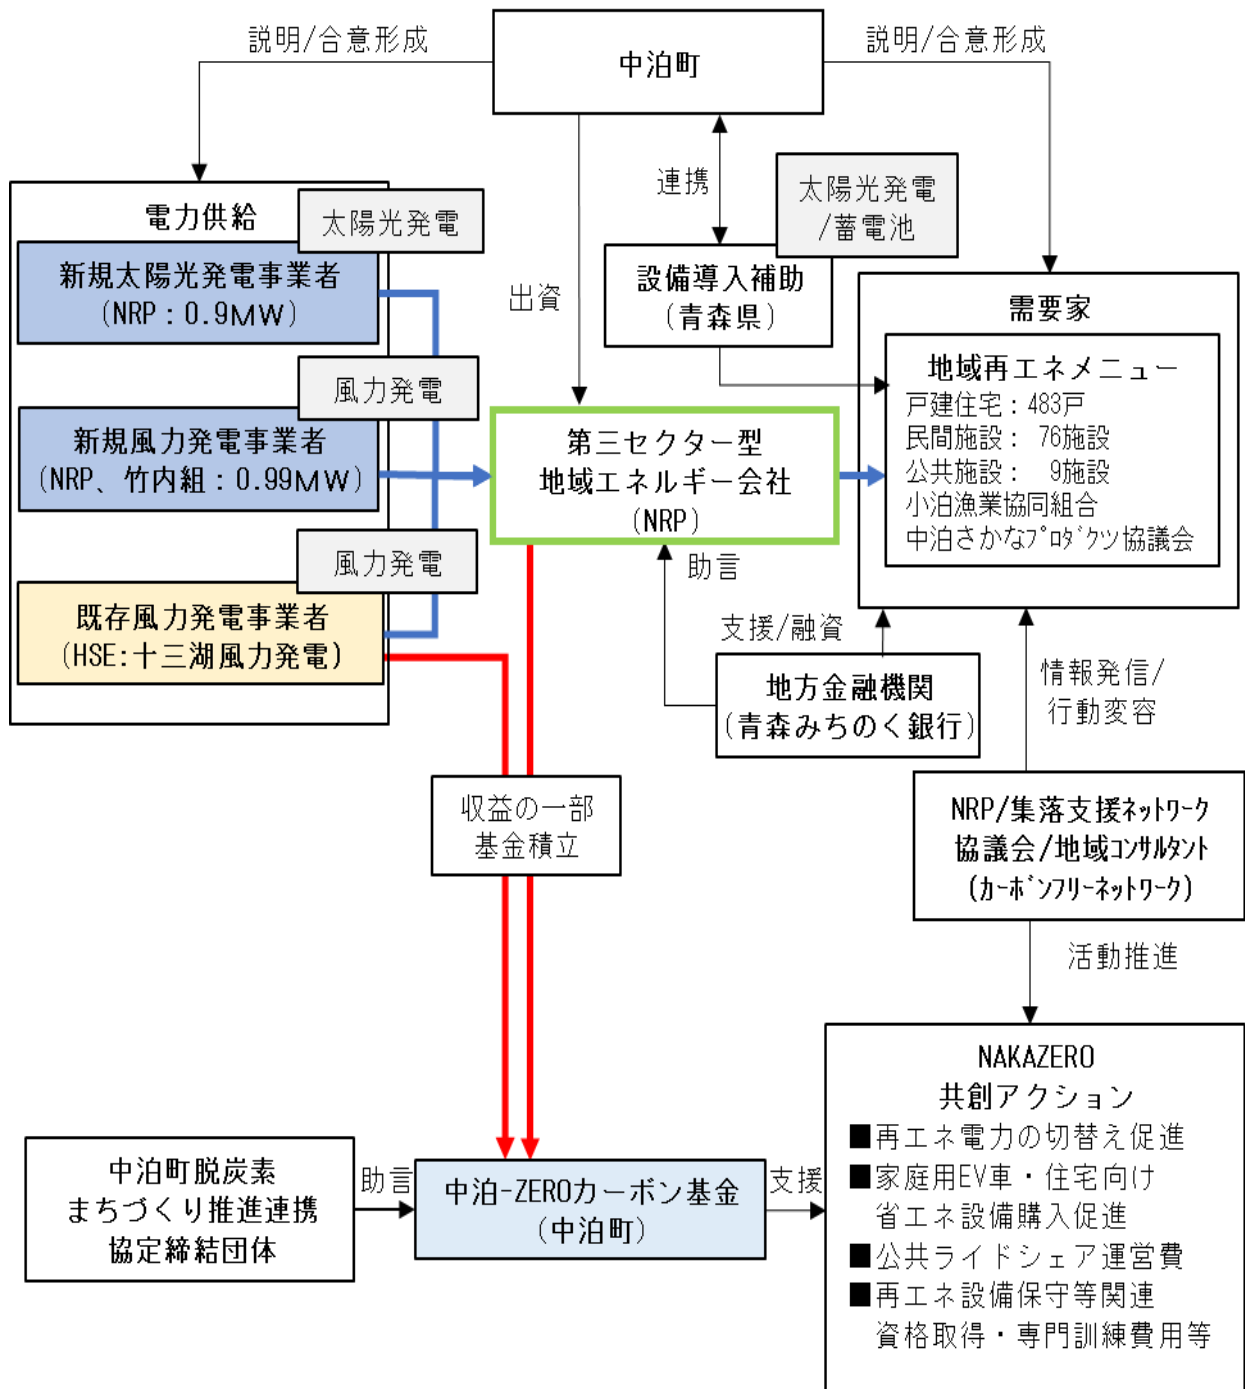 説明/合意形成
中泊町
説明/合意形成
連携
太陽光発電
/蓄電池
電力供給
太陽光発電
新規太陽光発電事業者
(NRP:0.9MW)
出資
設備導入補助
(青森県)
需要家
地域再エネメニュー
戸建住宅:483戸
民間施設: 76施設
公共施設: 9施設
小泊漁業協同組合
中泊さかなﾌﾟﾛﾀﾞｸﾂ協議会
風力発電
新規風力発電事業者
(NRP、竹内組:0.99MW)
第三セクター型
地域エネルギー会社
(NRP)
風力発電
既存風力発電事業者
(HSE:十三湖風力発電)
助言
支援/融資
地方金融機関
(青森みちのく銀行)
情報発信/
行動変容
収益の一部
基金積立
NRP/集落支援ﾈｯﾄﾜｰｸ
協議会/地域ｺﾝｻﾙﾀﾝﾄ
(ｶｰﾎﾞﾝﾌﾘｰﾈｯﾄﾜｰｸ)
活動推進
中泊町脱炭素
まちづくり推進連携
協定締結団体
助言
中泊-ZEROカーボン基金
(中泊町)
支援
NAKAZERO
共創アクション
■再エネ電力の切替え促進
■家庭用EV車・住宅向け
省エネ設備購入促進
■公共ライドシェア運営費
■再エネ設備保守等関連
資格取得・専門訓練費用等